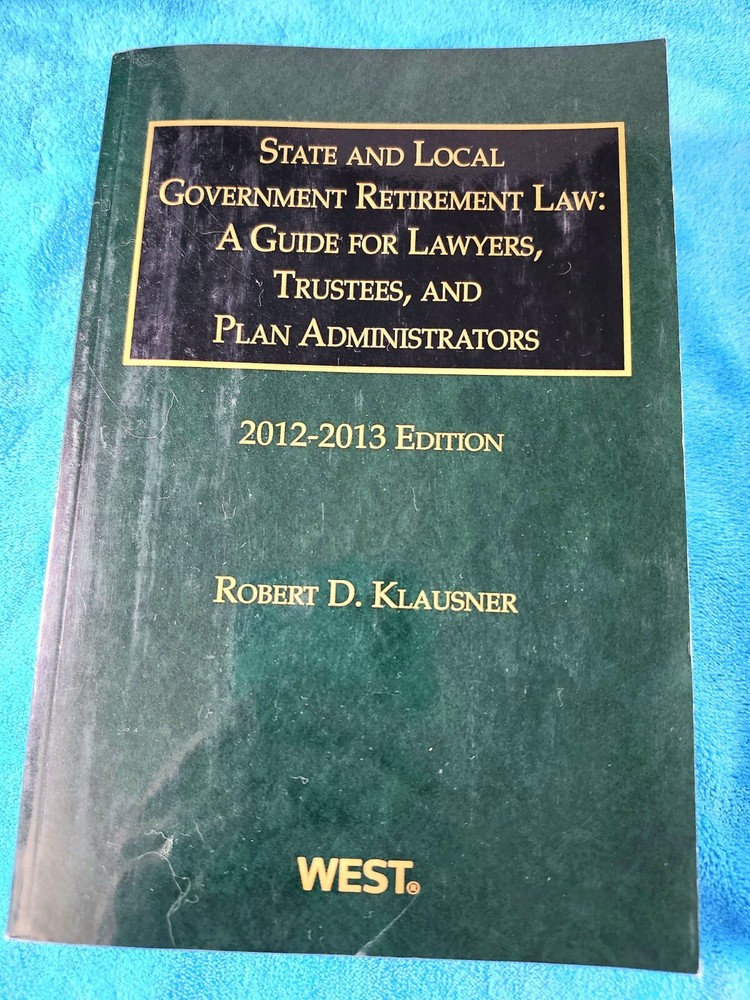 STATE AND LOCAL
GOVERNMENT RETIREMENT LAW:
A GUIDE FOR LAWYERS,
TRUSTEES, AND
PLAN ADMINISTRATORS
2012-2013 EDITION
ROBERT D. KLAUSNER
WEST®